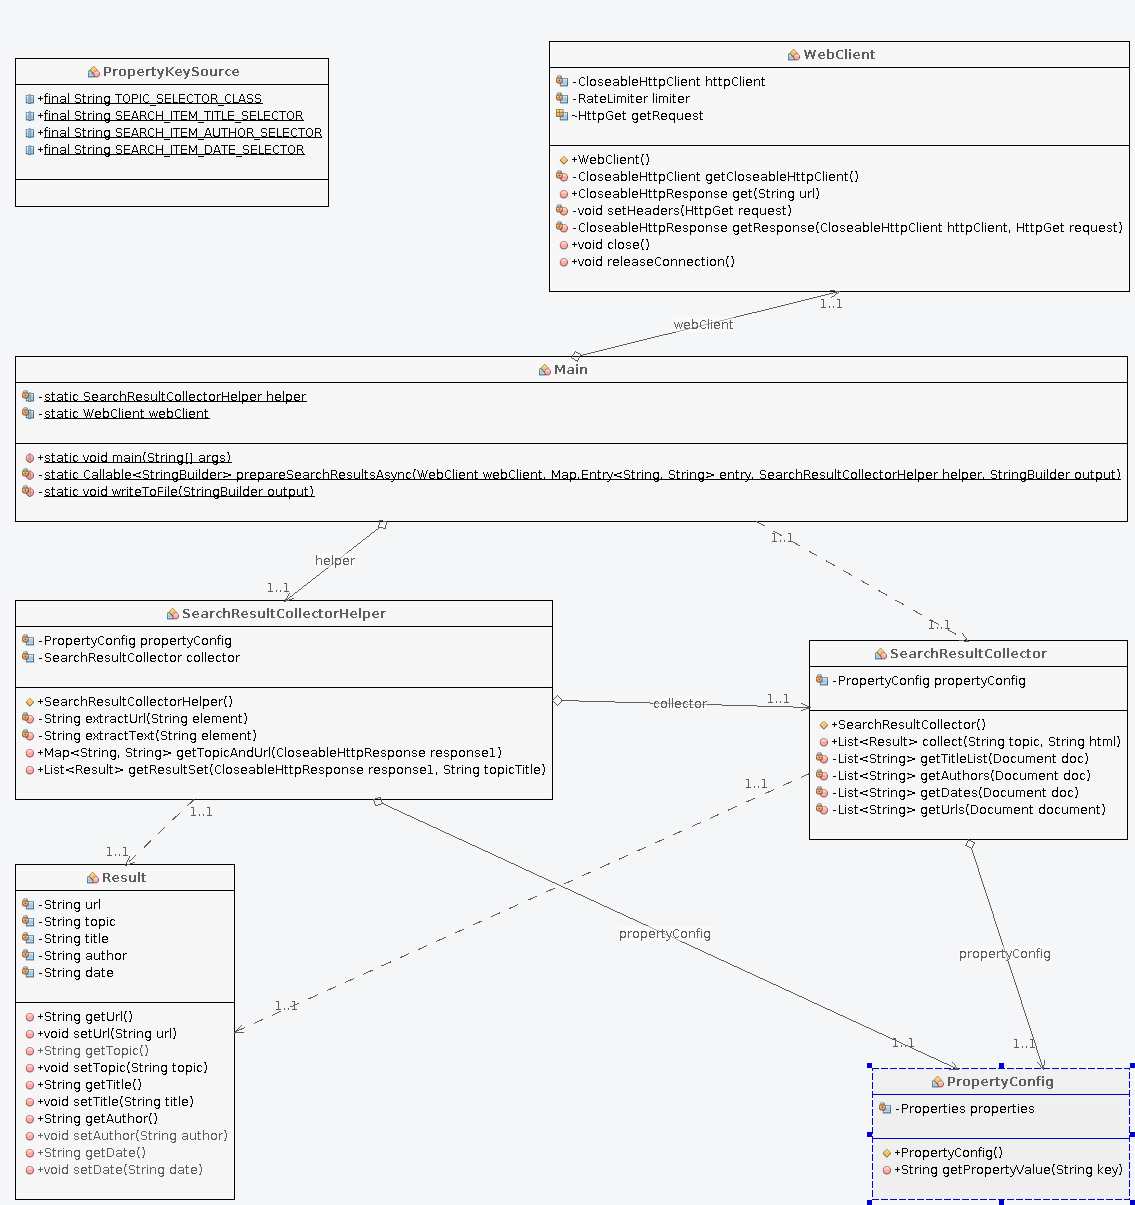 PropertyKeySource
+final String TOPIC_SELECTOR_CLASS
+final String SEARCH_ITEM_TITLE_SELECTOR
+final String SEARCH_ITEM_AUTHOR_SELECTOR
+final String SEARCH_ITEM_DATE_SELECTOR
WebClient
-CloseableHttpClient httpClient
-RateLimiter limiter
~HttpGet getRequest
+WebClient()
-CloseableHttpClient getCloseableHttpClient()
+CloseableHttpResponse get(String url)
-void setHeaders(HttpGet request)
-CloseableHttpResponse getResponse(CloseableHttpClient httpClient, HttpGet request)
+void close()
+void releaseConnection()
1..1
webClient
Main
-static SearchResultCollectorHelper helper
-static WebClient webClient
+static void main(String[] args)
-static Callable<StringBuilder> prepareSearchResultsAsync(WebClient webClient, Map.Entry<String, String> entry, SearchResultCollectorHelper helper, StringBuilder output)
-static void writeToFile(StringBuilder output)
1..1
helper
1..1
1..1
SearchResultCollectorHelper
-PropertyConfig propertyConfig
-SearchResultCollector collector
+SearchResultCollectorHelper()
-String extractUrl(String element)
-String extractText(String element)
+Map<String, String> getTopicAndUrl(CloseableHttpResponse response1)
+List<Result> getResultSet(CloseableHttpResponse response1, String topicTitle)
collector
1..1
SearchResultCollector
-PropertyConfig propertyConfig
+SearchResultCollector()
+List<Result> collect(String topic, String html)
-List<String> getTitleList(Document doc)
-List<String> getAuthors(Document doc)
-List<String> getDates(Document doc)
-List<String> getUrls(Document document)
1..1
1..1
1..1
Result
-String url
-String topic
-String title
-String author
-String date
+String getUrl()
+void setUrl(String url)
+String getTopic()
+void setTopic(String topic)
+String getTitle()
+void setTitle(String title)
+String getAuthor()
+void setAuthor(String author)
+String getDate()
+void setDate(String date)
propertyConfig
propertyConfig
1..1
1..1
1..1
PropertyConfig
-Properties properties
+PropertyConfig()
+String getPropertyValue(String key)